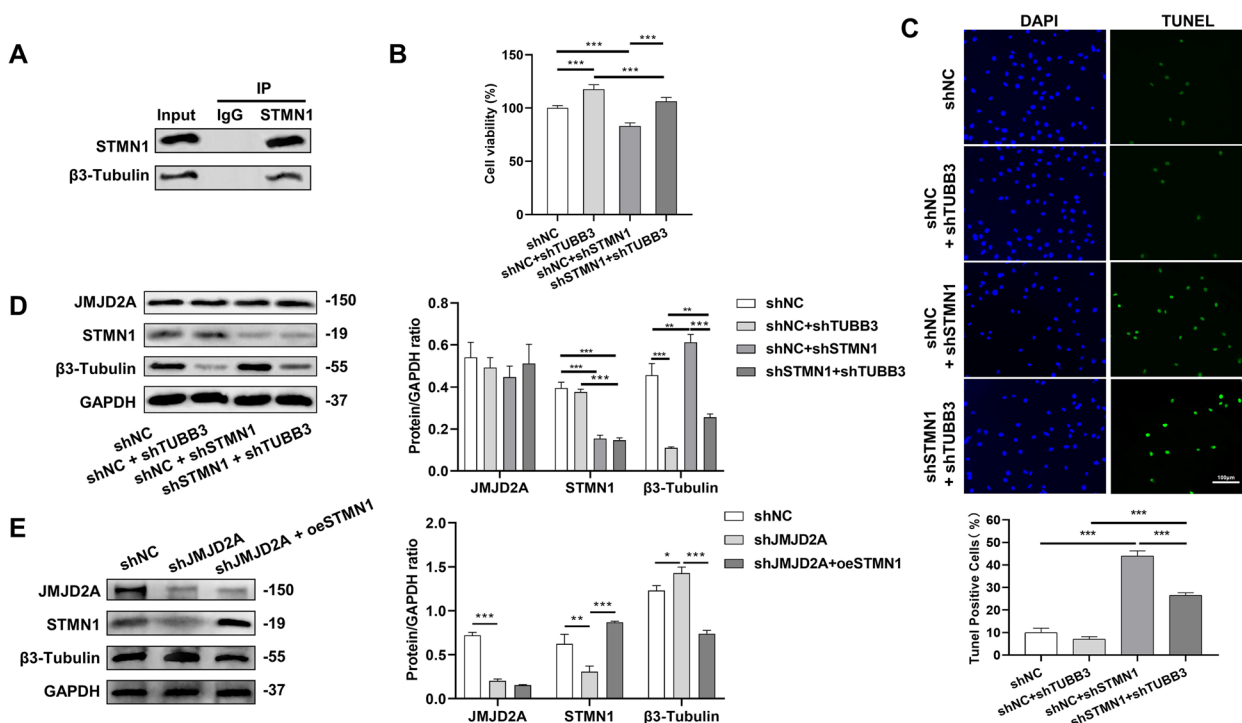 A
IP
Input IgG STMN1
STMN1
β3-Tubulin
B
Cell viability (%)
150
100
50
0
*** *** *** ***
shNC
shNC+shTUBB3
shNC+shSTMN1
shSTMN1+shTUBB3
C
DAPI TUNEL
shNC
shNC
+ shTUBB3
shNC
+ shSTMN1
shSTMN1
+ shTUBB3
100μm
Tunel Positive Cells (%)
60
50
40
30
20
10
0
*** *** ***
shNC
shNC+shTUBB3
shNC+shSTMN1
shSTMN1+shTUBB3
D
JMJD2A -150
STMN1 -19
β3-Tubulin -55
GAPDH -37
shNC
shNC + shTUBB3
shNC + shSTMN1
shSTMN1 + shTUBB3
Protein/GAPDH ratio
0.8
0.6
0.4
0.2
0.0
shNC
shNC+shTUBB3
shNC+shSTMN1
shSTMN1+shTUBB3
*** *** ***
** ** *** ***
JMJD2A STMN1 β3-Tubulin
E
shNC
shJMJD2A
shJMJD2A + oeSTMN1
JMJD2A -150
STMN1 -19
β3-Tubulin -55
GAPDH -37
Protein/GAPDH ratio
2.0
1.5
1.0
0.5
0.0
shNC
shJMJD2A
shJMJD2A+oeSTMN1
*** ** *** * ***
JMJD2A STMN1 β3-Tubulin